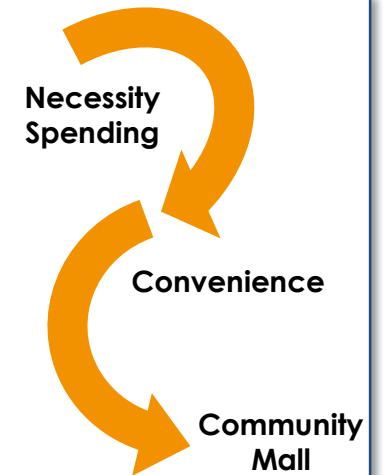 Necessity
Spending
Convenience
Community
Mall